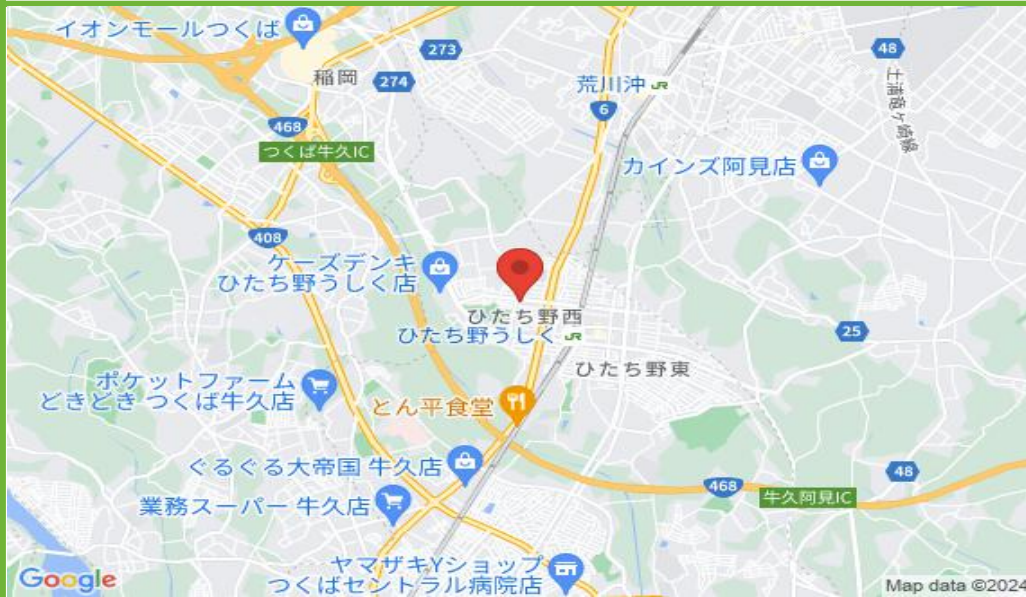 イオンモールつくば
273
48
稲岡
274
荒川沖 JR
6
土浦竜ヶ崎線
468
つくば牛久IC
カインズ阿見店
408
ケーズデンキ
ひたち野うしく店
ひたち野西
ひたち野うしく JR
25
ひたち野東
ポケットファーム
どきどき つくば牛久店
とん平食堂
ぐるぐる大帝国 牛久店
48
468
牛久阿見IC
業務スーパー 牛久店
ヤマザキYショップ
つくばセントラル病院店
Google
Map data ©2024